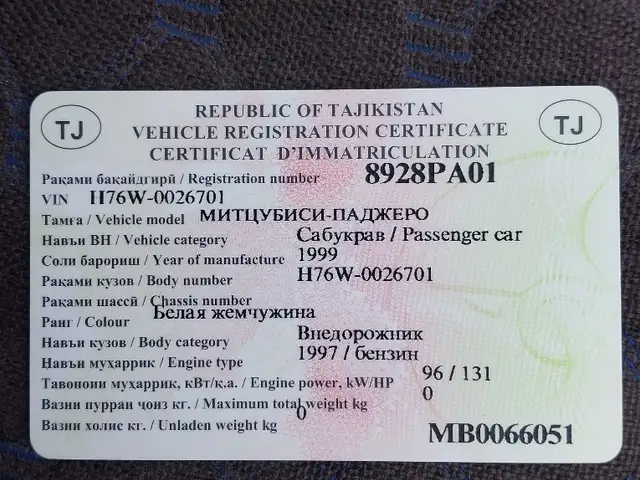 TJ REPUBLIC OF TAJIKISTAN TJ
VEHICLE REGISTRATION CERTIFICATE
CERTIFICAT D'IMMATRICULATION
Рақами бақайдгирӣ / Registration number 8928PA01
VIN H76W-0026701
Тамға / Vehicle model МИТЦУБИСИ-ПАДЖЕРО
Навъи ВН / Vehicle category Сабукрав / Passenger car
Соли барориш / Year of manufacture 1999
Рақами кузов / Body number H76W-0026701
Рақами шассӣ / Chassis number
Ранг / Colour Белая жемчужина
Навъи кузов / Body category Внедорожник
Навъи муҳаррик / Engine type 1997 / бензин
Тавонои муҳаррик, кВт/қ.а. / Engine power, kW/HP 96 / 131
Вазни пурраи ҷоиз кг. / Maximum total weight kg 0
Вазни холис кг. / Unladen weight kg 0
MB0066051